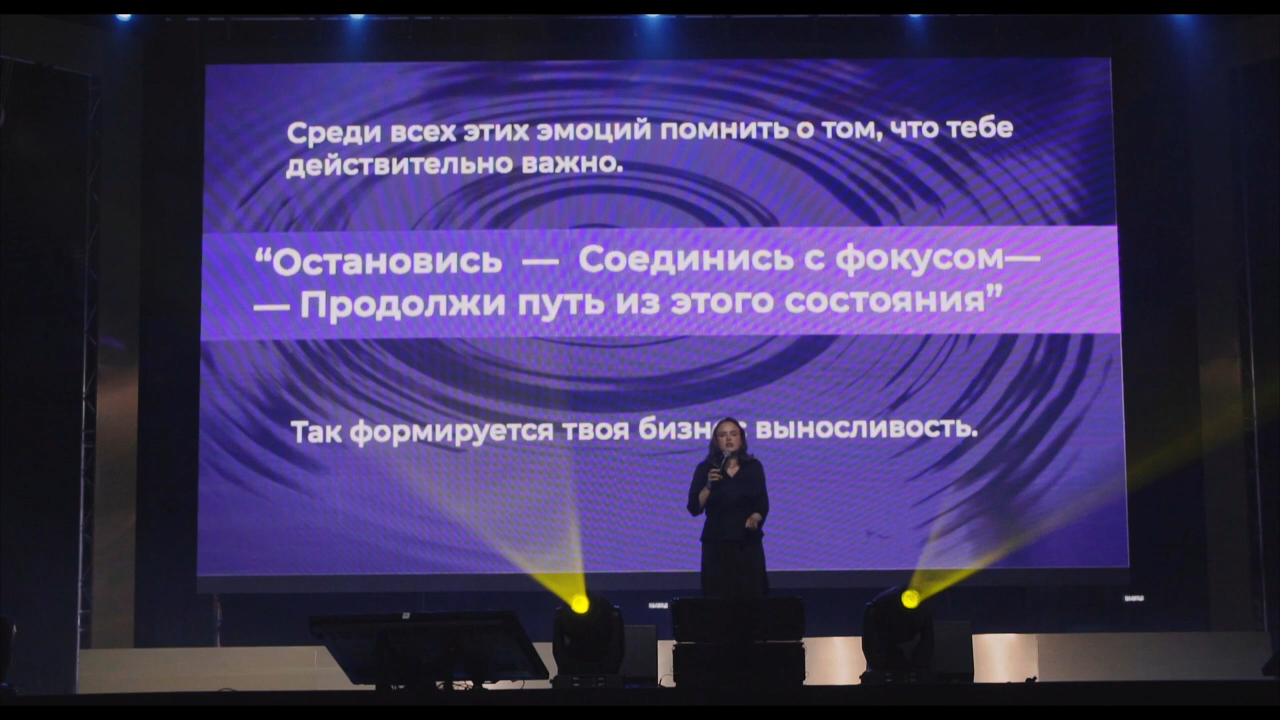 Среди всех этих эмоций помнить о том, что тебе
действительно важно.
“Остановись — Соединись с фокусом—
— Продолжи путь из этого состояния”
Так формируется твоя выносливость.